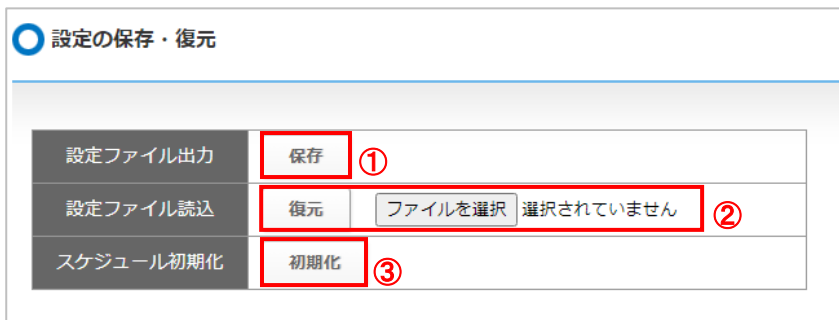 設定の保存・復元
設定ファイル出力 保存 ①
設定ファイル読込 復元 ファイルを選択 選択されていません ②
スケジュール初期化 初期化 ③